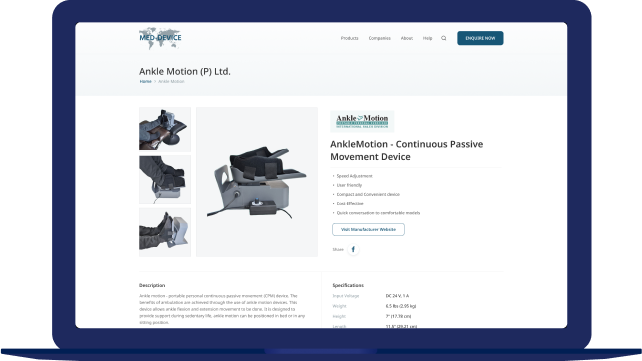 MED-DEVICE
Products Companies About Help ENQUIRE NOW
Ankle Motion (P) Ltd.
Home Ankle Motion
Ankle Motion
AnkleMotion - Continuous Passive
Movement Device
Speed Adjustment
User friendly
Compact and Convenient device
Cost Effective
Quick conversation to comfortable models
Visit Manufacturer Website
Share
Description
Ankle motion - portable personal continuous passive movement (CPM) device. The
benefits of ambulation are achieved through the use of ankle motion devices. This
device allows ankle flexion and extension movement to be done. It is designed to
provide support during sedentary life. ankle motion can be positioned in bed or in any
sitting position.
Specifications
Input Voltage DC 24 V, 1 A
Weight 6.5 lbs (2.95 kg)
Height 7" (17.78 cm)
Length 11.5" (29.21 cm)